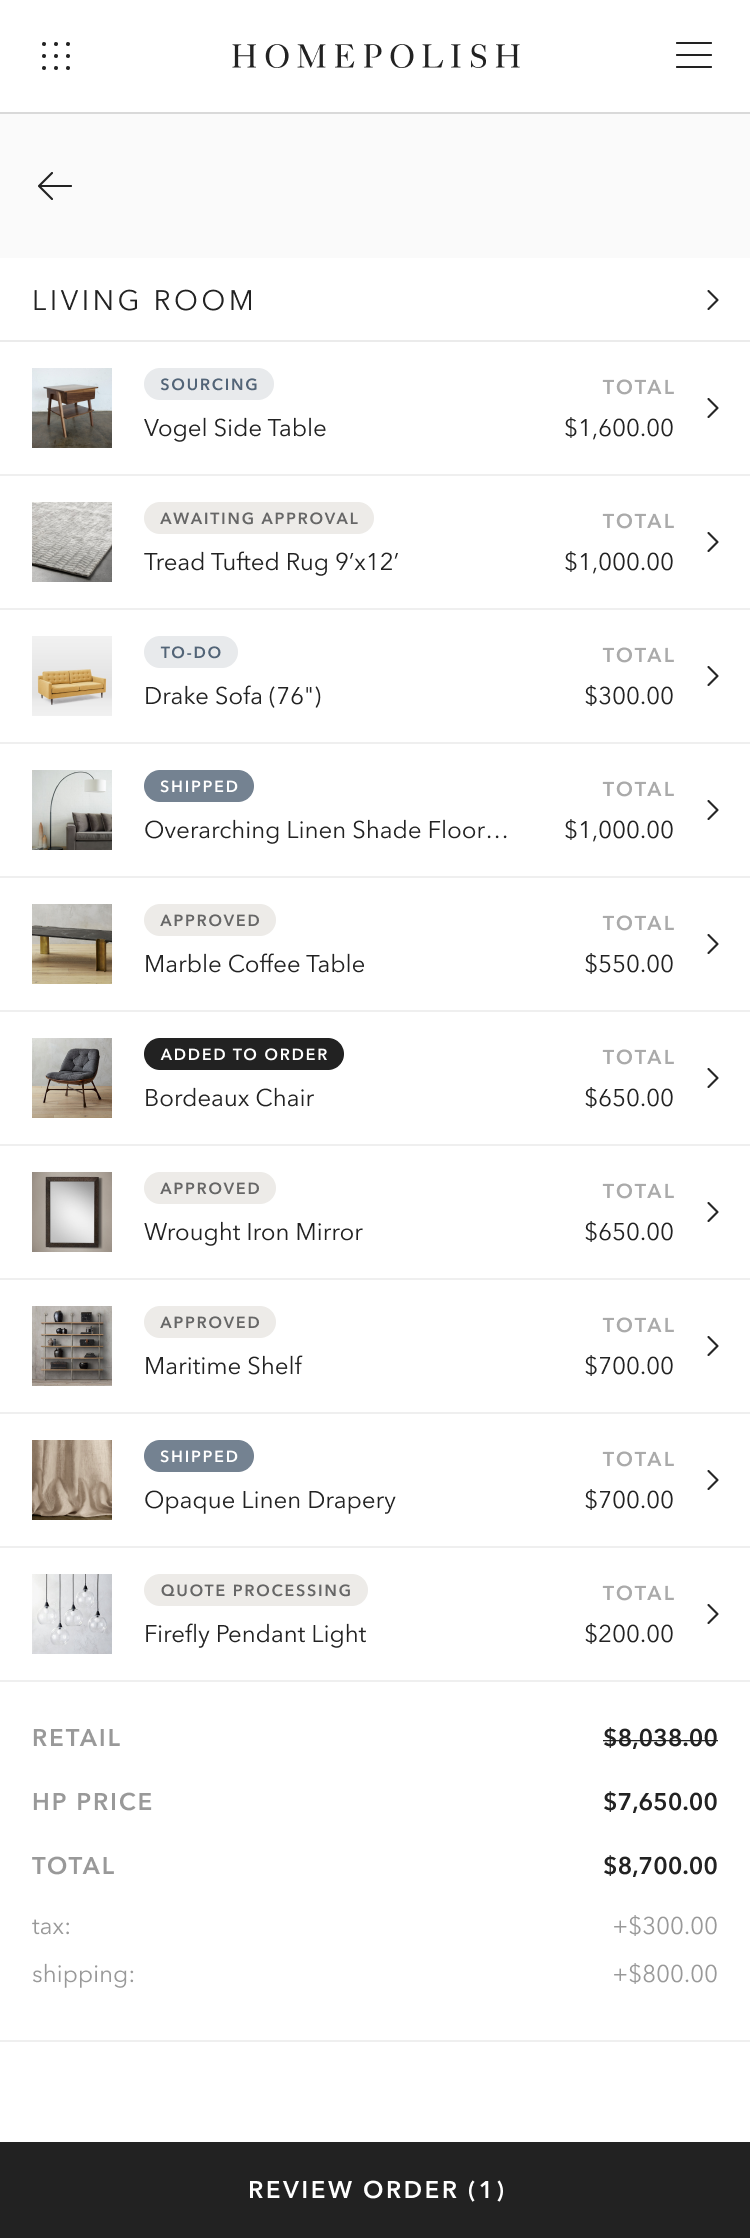 HOMEPOLISH
LIVING ROOM
SOURCING
TOTAL
Vogel Side Table
$1,600.00
AWAITING APPROVAL
TOTAL
Tread Tufted Rug 9’x12’
$1,000.00
TO-DO
TOTAL
Drake Sofa (76")
$300.00
SHIPPED
TOTAL
Overarching Linen Shade Floor...
$1,000.00
APPROVED
TOTAL
Marble Coffee Table
$550.00
ADDED TO ORDER
TOTAL
Bordeaux Chair
$650.00
APPROVED
TOTAL
Wrought Iron Mirror
$650.00
APPROVED
TOTAL
Maritime Shelf
$700.00
SHIPPED
TOTAL
Opaque Linen Drapery
$700.00
QUOTE PROCESSING
TOTAL
Firefly Pendant Light
$200.00
RETAIL $8,038.00
HP PRICE $7,650.00
TOTAL $8,700.00
tax: +$300.00
shipping: +$800.00
REVIEW ORDER (1)